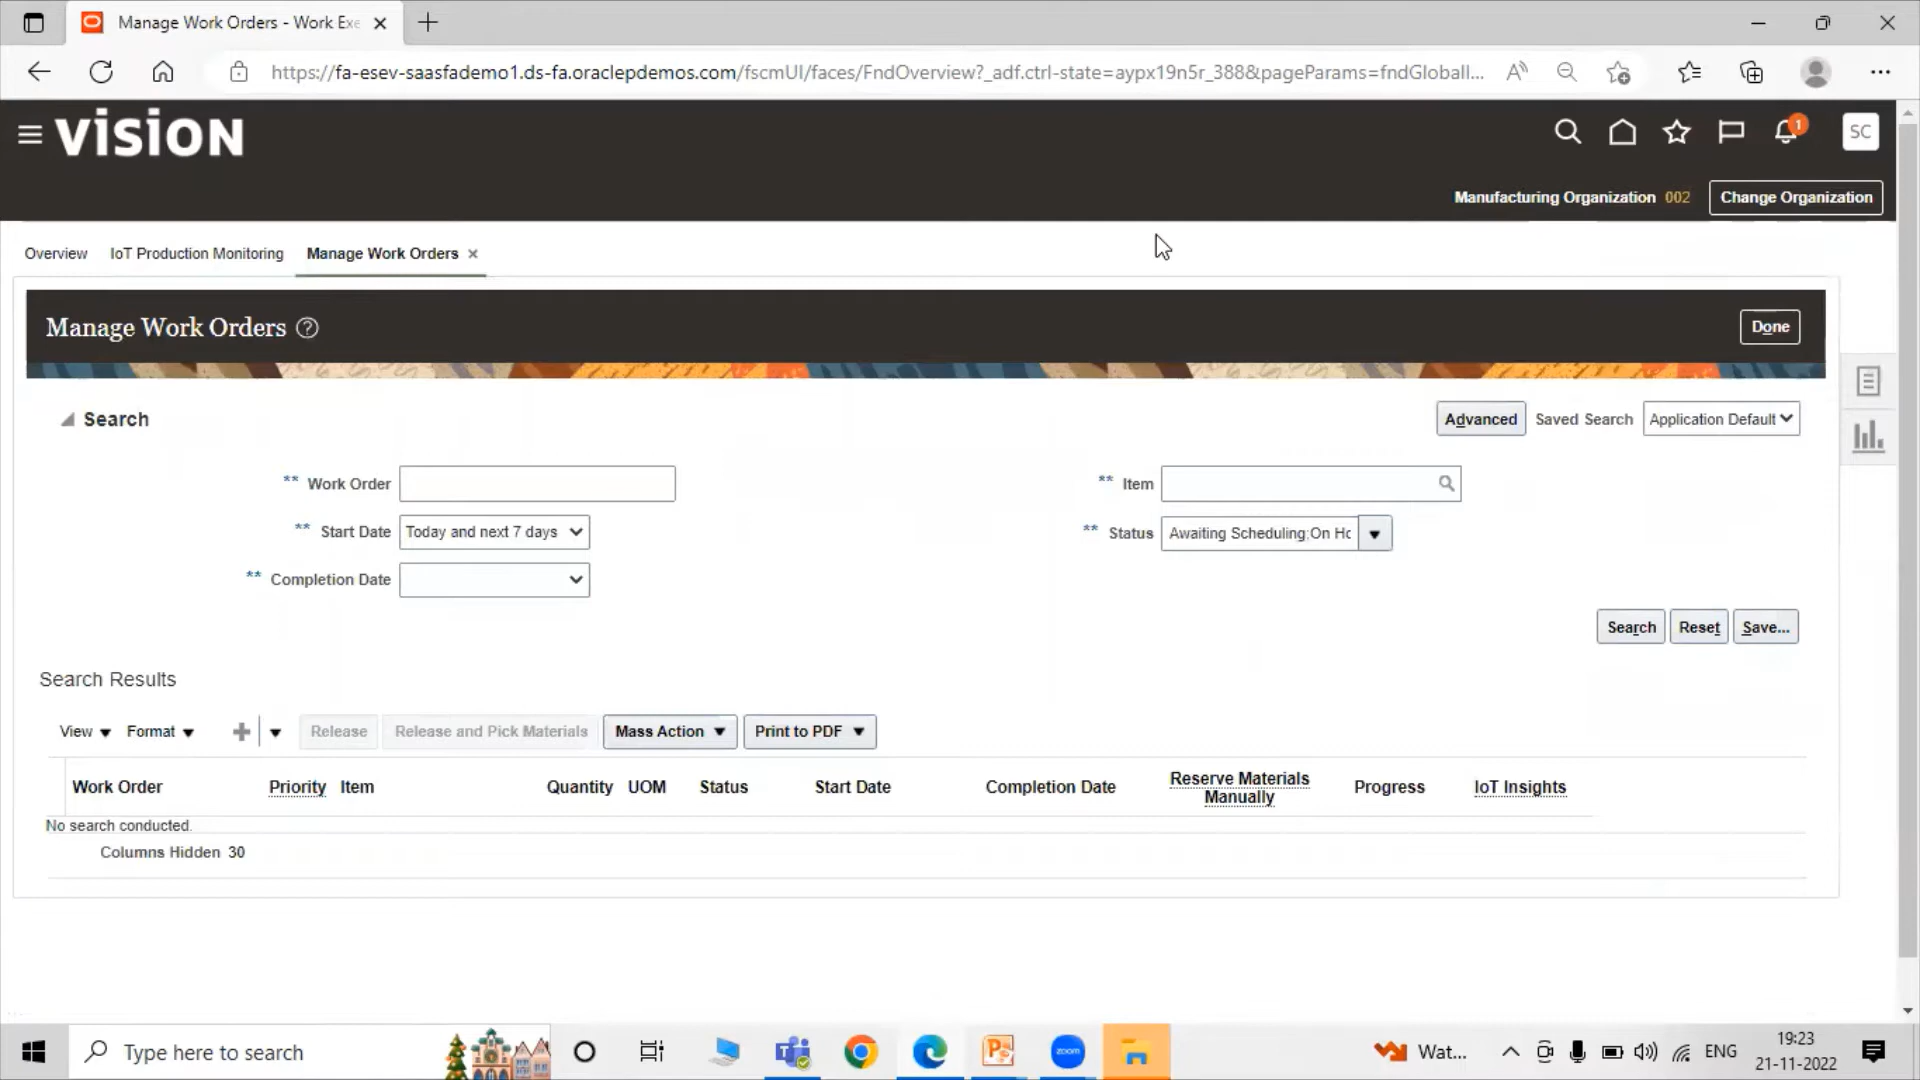 Manage Work Orders - Work Exe
https://fa-esev-saasfademo1.ds-fa.oraclepdemos.com/fscmUI/faces/FndOverview?_adf.ctrl-state=aypx19n5r_388&pageParams=fndGloball...
VISION
1
SC
Manufacturing Organization 002 Change Organization
Overview IoT Production Monitoring Manage Work Orders
Manage Work Orders Done
Search Advanced Saved Search Application Default
** Work Order ** Item
** Start Date Today and next 7 days ** Status Awaiting Scheduling;On Ho
** Completion Date
Search Reset Save...
Search Results
View Format Release Release and Pick Materials Mass Action Print to PDF
Work Order Priority Item Quantity UOM Status Start Date Completion Date Reserve Materials Manually Progress IoT Insights
No search conducted.
Columns Hidden 30
Type here to search zoom Wat... ENG 19:23
21-11-2022